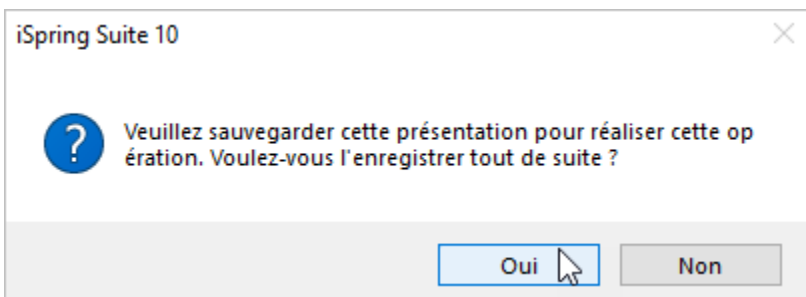 iSpring Suite 10
Veuillez sauvegarder cette présentation pour réaliser cette op
ération. Voulez-vous l'enregistrer tout de suite ?
Oui
Non